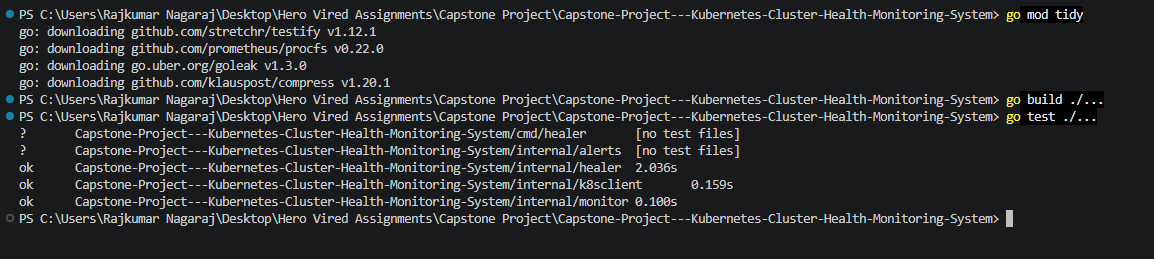 PS C:\Users\Rajkumar Nagaraj\Desktop\Hero Vired Assignments\Capstone Project\Capstone-Project---Kubernetes-Cluster-Health-Monitoring-System> go mod tidy
go: downloading github.com/stretchr/testify v1.12.1
go: downloading github.com/prometheus/procfs v0.22.0
go: downloading go.uber.org/goleak v1.3.0
go: downloading github.com/klauspost/compress v1.20.1
PS C:\Users\Rajkumar Nagaraj\Desktop\Hero Vired Assignments\Capstone Project\Capstone-Project---Kubernetes-Cluster-Health-Monitoring-System> go build ./...
PS C:\Users\Rajkumar Nagaraj\Desktop\Hero Vired Assignments\Capstone Project\Capstone-Project---Kubernetes-Cluster-Health-Monitoring-System> go test ./...
? Capstone-Project---Kubernetes-Cluster-Health-Monitoring-System/cmd/healer [no test files]
? Capstone-Project---Kubernetes-Cluster-Health-Monitoring-System/internal/alerts [no test files]
ok Capstone-Project---Kubernetes-Cluster-Health-Monitoring-System/internal/healer 2.036s
ok Capstone-Project---Kubernetes-Cluster-Health-Monitoring-System/internal/k8sclient 0.159s
ok Capstone-Project---Kubernetes-Cluster-Health-Monitoring-System/internal/monitor 0.100s
PS C:\Users\Rajkumar Nagaraj\Desktop\Hero Vired Assignments\Capstone Project\Capstone-Project---Kubernetes-Cluster-Health-Monitoring-System>